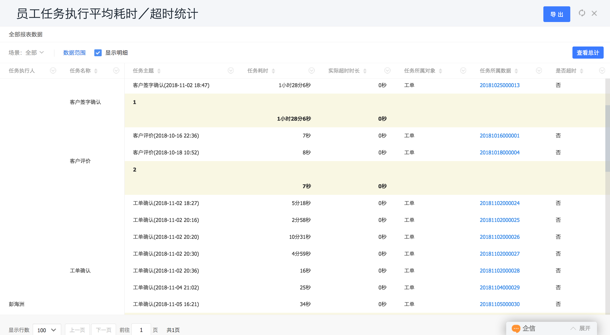 员工任务执行平均耗时／超时统计
导 出
全部报表数据
场景：全部 数据范围 显示明细 查看总计
任务执行人 任务名称 任务主题 任务耗时 实际超时时长 任务所属对象 任务所属数据 是否超时
客户签字确认(2018-11-02 18:47) 1小时28分6秒 0秒 工单 20181025000013 否
客户签字确认 1
1小时28分6秒 0秒
客户评价(2018-10-16 22:36) 7秒 0秒 工单 20181016000001 否
客户评价(2018-10-18 10:52) 8秒 0秒 工单 20181018000004 否
客户评价
2
7秒 0秒
工单确认(2018-11-02 18:27) 5分18秒 0秒 工单 20181102000024 否
工单确认(2018-11-02 20:16) 2分58秒 0秒 工单 20181102000025 否
工单确认(2018-11-02 20:20) 10分31秒 0秒 工单 20181102000026 否
工单确认(2018-11-02 20:30) 4分59秒 0秒 工单 20181102000027 否
工单确认 工单确认(2018-11-02 20:36) 16秒 0秒 工单 20181102000028 否
工单确认(2018-11-04 21:02) 25秒 0秒 工单 20181104000029 否
彭海洲 工单确认(2018-11-05 16:21) 34秒 0秒 工单 20181105000030 否
显示行数 100 上一页 下一页 前往 1 页 共1页
企信 展开